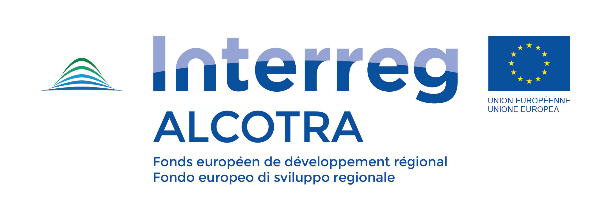 Interreg
ALCOTRA
Fonds européen de développement régional
Fondo europeo di sviluppo regionale
UNION EUROPÉENNE
UNIONE EUROPEA